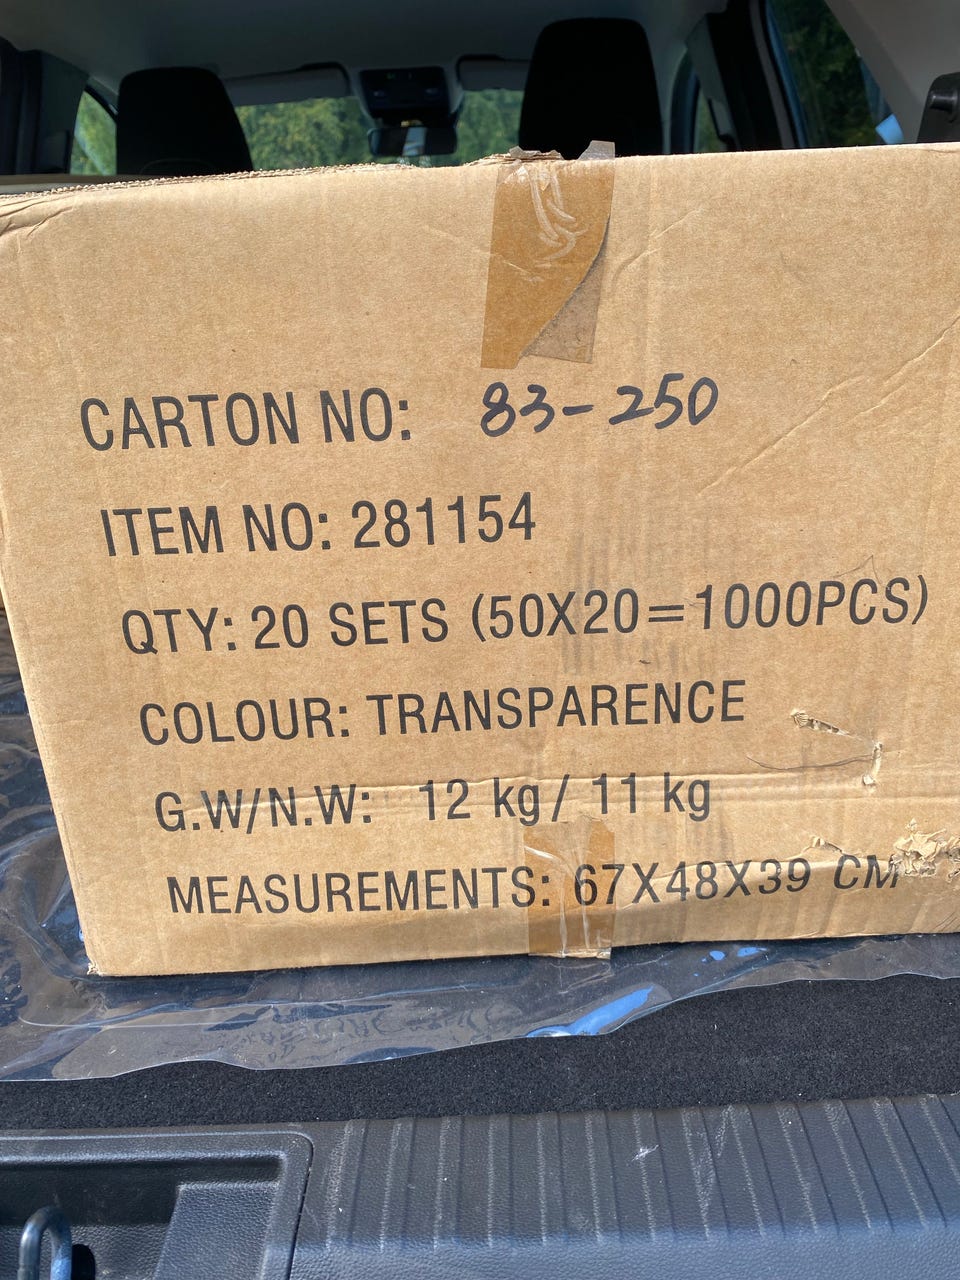 CARTON NO: 83-250
ITEM NO: 281154
QTY: 20 SETS (50X20=1000PCS)
COLOUR: TRANSPARENCE
G.W/N.W: 12 kg / 11 kg
MEASUREMENTS: 67X48X39 CM